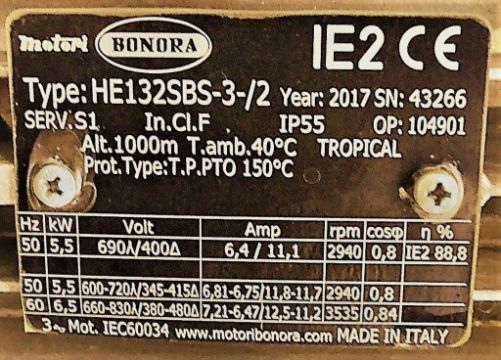 motori BONORA IE2 CE
Type: HE132SBS-3-/2 Year: 2017 SN: 43266
SERV.S1 In.Cl.F IP55 OP: 104901
Alt.1000m T.amb.40°C TROPICAL
Prot.Type:T.P.PTO 150°C
Hz kW Volt Amp rpm cosφ η %
50 5,5 690⅄/400Δ 6,4 / 11,1 2940 0,8 IE2 88,8
50 5,5 600-720⅄/345-415Δ 6,81-6,75/11,8-11,7 2940 0,8
60 6,5 660-830⅄/380-480Δ 7,21-6,47/12,5-11,2 3535 0,84
3~ Mot. IEC60034 www.motoribonora.com MADE IN ITALY